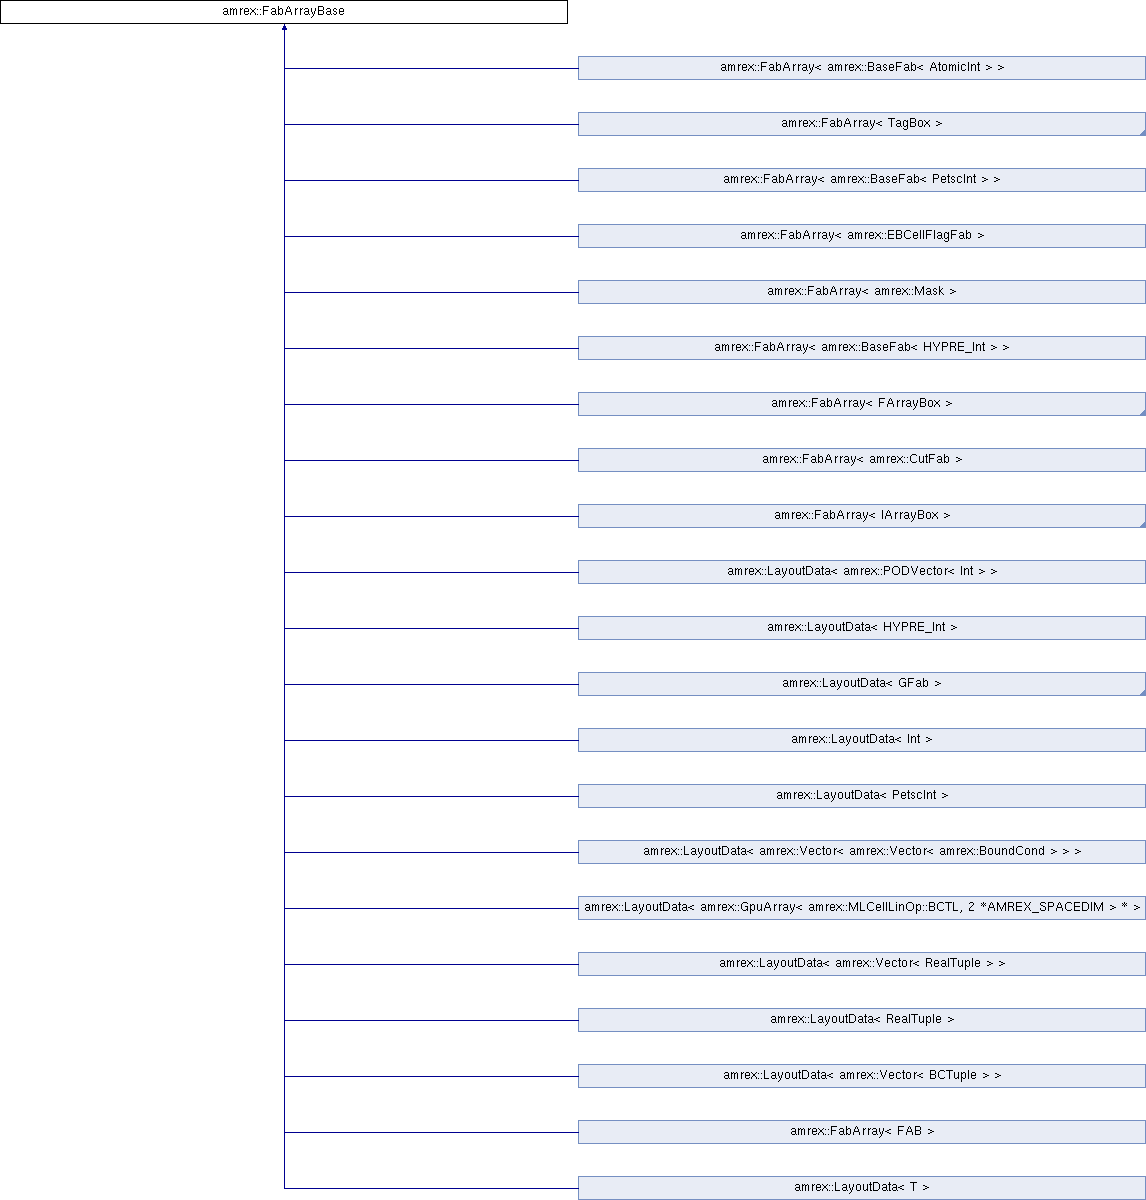 amrex::FabArrayBase
amrex::FabArray< amrex::BaseFab< AtomicInt > >
amrex::FabArray< TagBox >
amrex::FabArray< amrex::BaseFab< PetscInt > >
amrex::FabArray< amrex::EBCellFlagFab >
amrex::FabArray< amrex::Mask >
amrex::FabArray< amrex::BaseFab< HYPRE_Int > >
amrex::FabArray< FArrayBox >
amrex::FabArray< amrex::CutFab >
amrex::FabArray< IArrayBox >
amrex::LayoutData< amrex::PODVector< Int > >
amrex::LayoutData< HYPRE_Int >
amrex::LayoutData< GFab >
amrex::LayoutData< Int >
amrex::LayoutData< PetscInt >
amrex::LayoutData< amrex::Vector< amrex::Vector< amrex::BoundCond > > >
amrex::LayoutData< amrex::GpuArray< amrex::MLCellLinOp::BCTL, 2 *AMREX_SPACEDIM > * >
amrex::LayoutData< amrex::Vector< RealTuple > >
amrex::LayoutData< RealTuple >
amrex::LayoutData< amrex::Vector< BCTuple > >
amrex::FabArray< FAB >
amrex::LayoutData< T >